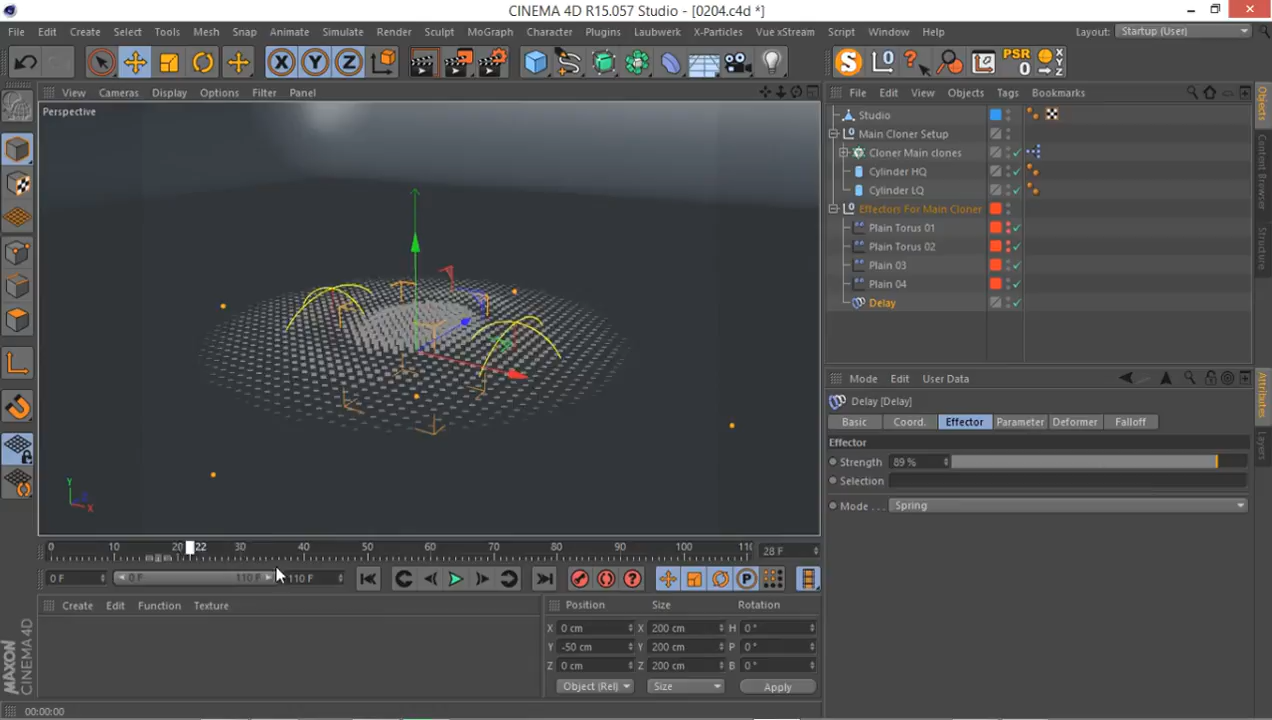 CINEMA 4D R15.057 Studio - [0204.c4d *]
File Edit Create Select Tools Mesh Snap Animate Simulate Render Sculpt MoGraph Character Plugins Laubwerk X-Particles Vue xStream Script Window Help Layout: Startup (User)
X Y Z S PSR 0
View Cameras Display Options Filter Panel
File Edit View Objects Tags Bookmarks
Perspective
Studio
Main Cloner Setup
Cloner Main clones
Cylinder HQ
Cylinder LQ
Effectors For Main Cloner
Plain Torus 01
Plain Torus 02
Plain 03
Plain 04
Delay
Objects
Content Browser
Structure
Mode Edit User Data
Delay [Delay]
Basic Coord. Effector Parameter Deformer Falloff
Effector
Strength 89 %
Selection
Mode . . . Spring
Attributes
Layers
Y
X
0 10 20 22 30 40 50 60 70 80 90 100 110 28 F
0 F 0 F 110 F 110 F P
Create Edit Function Texture
Position Size Rotation
X 0 cm X 200 cm H 0 °
Y -50 cm Y 200 cm P 0 °
Z 0 cm Z 200 cm B 0 °
Object (Rel) Size Apply
MAXON
CINEMA 4D
00:00:00